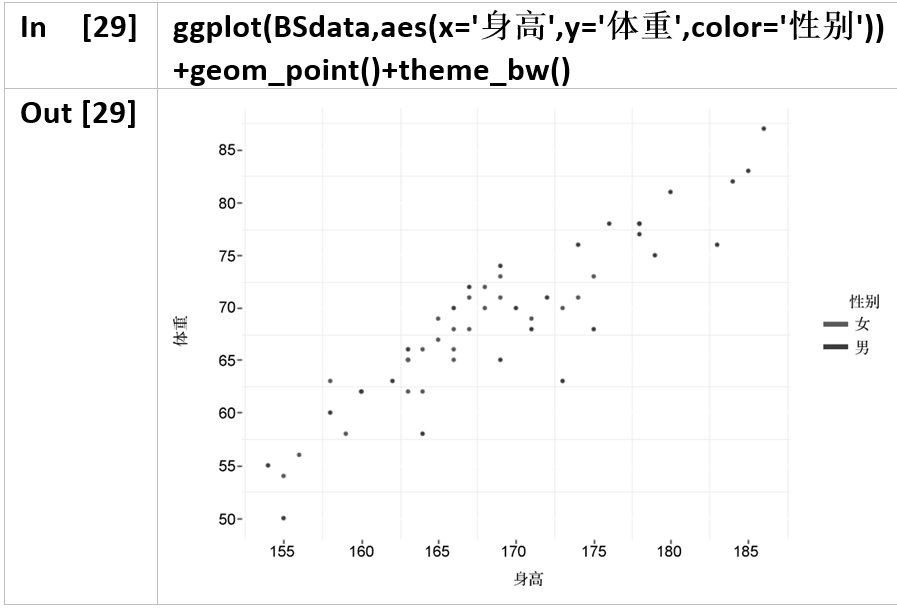 In [29]
ggplot(BSdata,aes(x='身高',y='体重',color='性别'))
+geom_point()+theme_bw()
Out [29]
85
80
75
70
65
60
55
50
体重
155 160 165 170 175 180 185
身高
性别
女
男